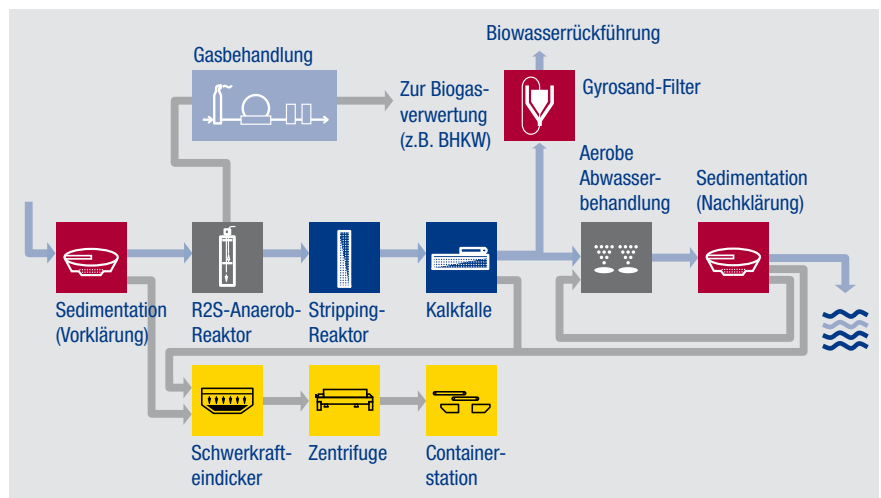 Biowasserrückführung
Gasbehandlung
Zur Biogas-
verwertung
(z.B. BHKW)
Gyrosand-Filter
Aerobe
Abwasser-
behandlung
Sedimentation
(Nachklärung)
Sedimentation
(Vorklärung)
R2S-Anaerob-
Reaktor
Stripping-
Reaktor
Kalkfalle
Schwerkraft-
eindicker
Zentrifuge
Container-
station